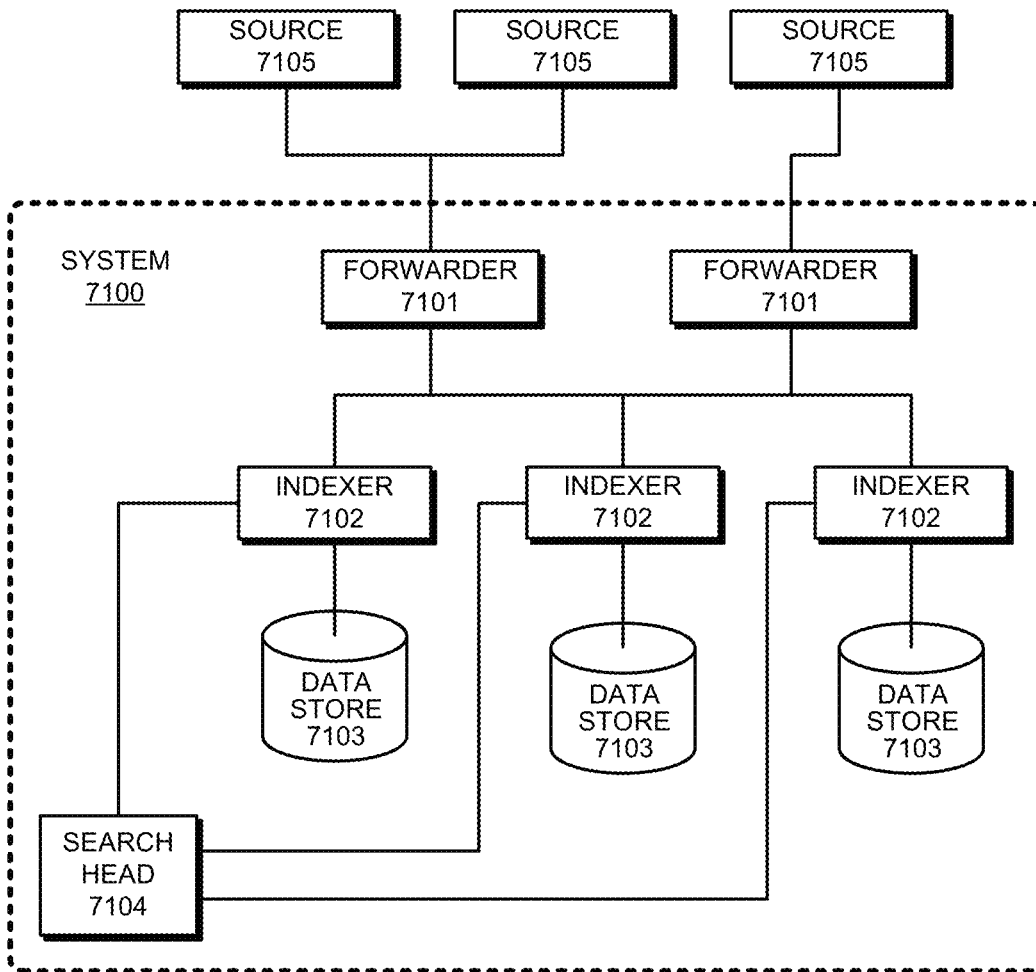 SOURCE
7105
SOURCE
7105
SOURCE
7105
SYSTEM
7100
FORWARDER
7101
FORWARDER
7101
INDEXER
7102
INDEXER
7102
INDEXER
7102
DATA
STORE
7103
DATA
STORE
7103
DATA
STORE
7103
SEARCH
HEAD
7104